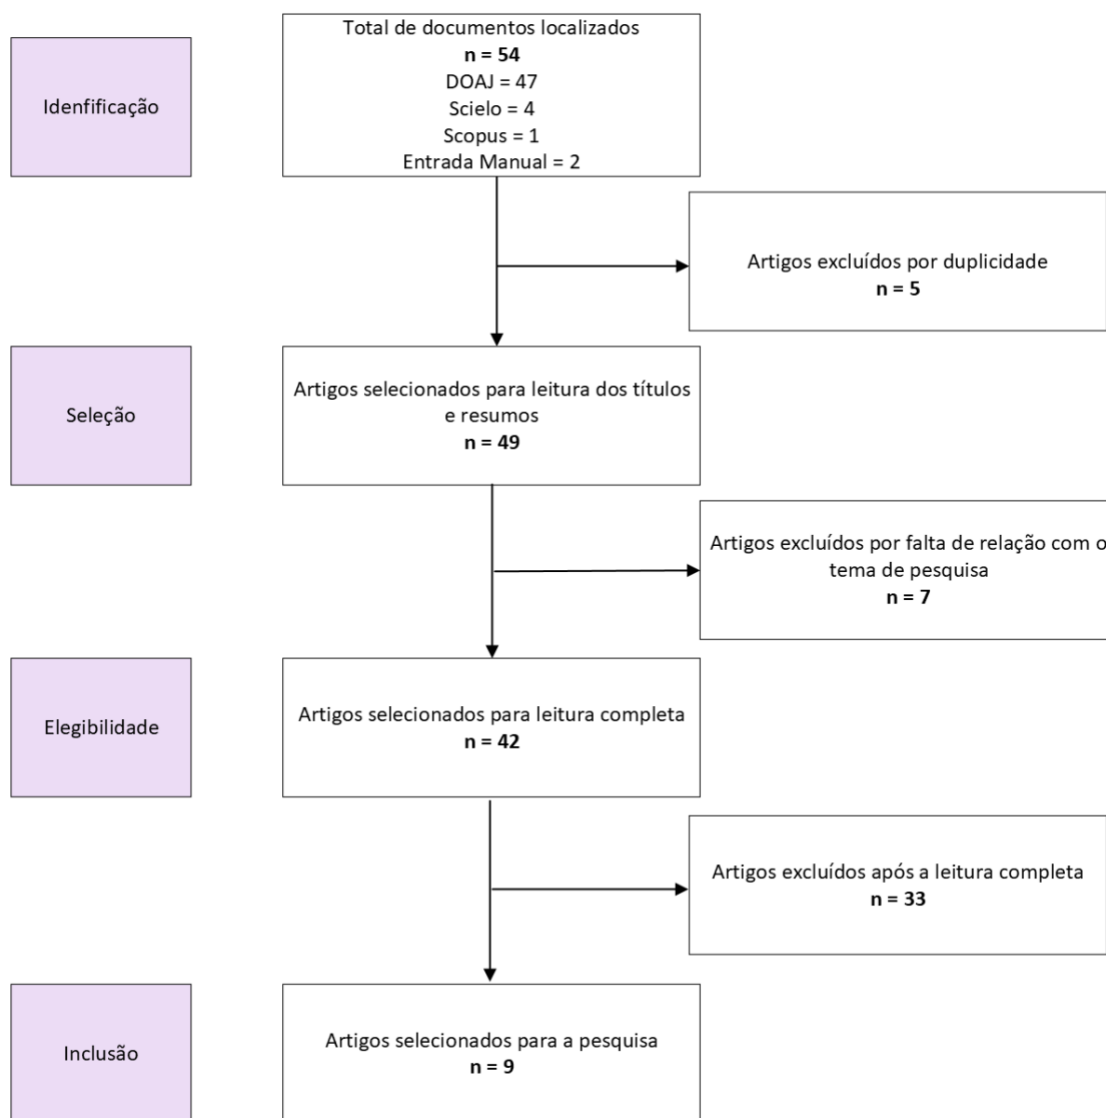 Idenfificação
Total de documentos localizados
n = 54
DOAJ = 47
Scielo = 4
Scopus = 1
Entrada Manual = 2
Artigos excluídos por duplicidade
n = 5
Seleção
Artigos selecionados para leitura dos títulos
e resumos
n = 49
Artigos excluídos por falta de relação com o
tema de pesquisa
n = 7
Elegibilidade
Artigos selecionados para leitura completa
n = 42
Artigos excluídos após a leitura completa
n = 33
Inclusão
Artigos selecionados para a pesquisa
n = 9